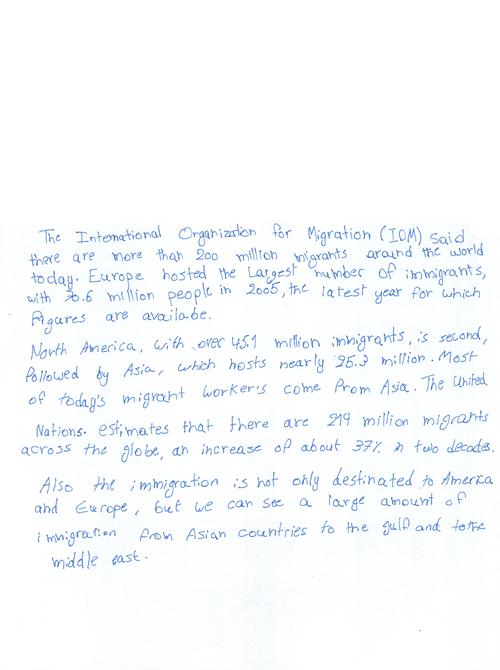 The International Organization for Migration (IOM) said
there are more than 200 million migrants around the world
today. Europe hosted the Largest number of immigrants,
with 70.6 million people in 2005, the latest year for which
figures are availabe.
North America, with over 45.1 million immigrants, is second,
followed by Asia, which hosts nearly 25.3 million. Most
of today's migrant workers come from Asia. The United
Nations. estimates that there are 214 million migrants
across the globe, an increase of about 37% in two decades.
Also the immigration is not only destinated to America
and Europe, but we can see a large amount of
immigration from Asian countries to the gulf and to the
middle east.